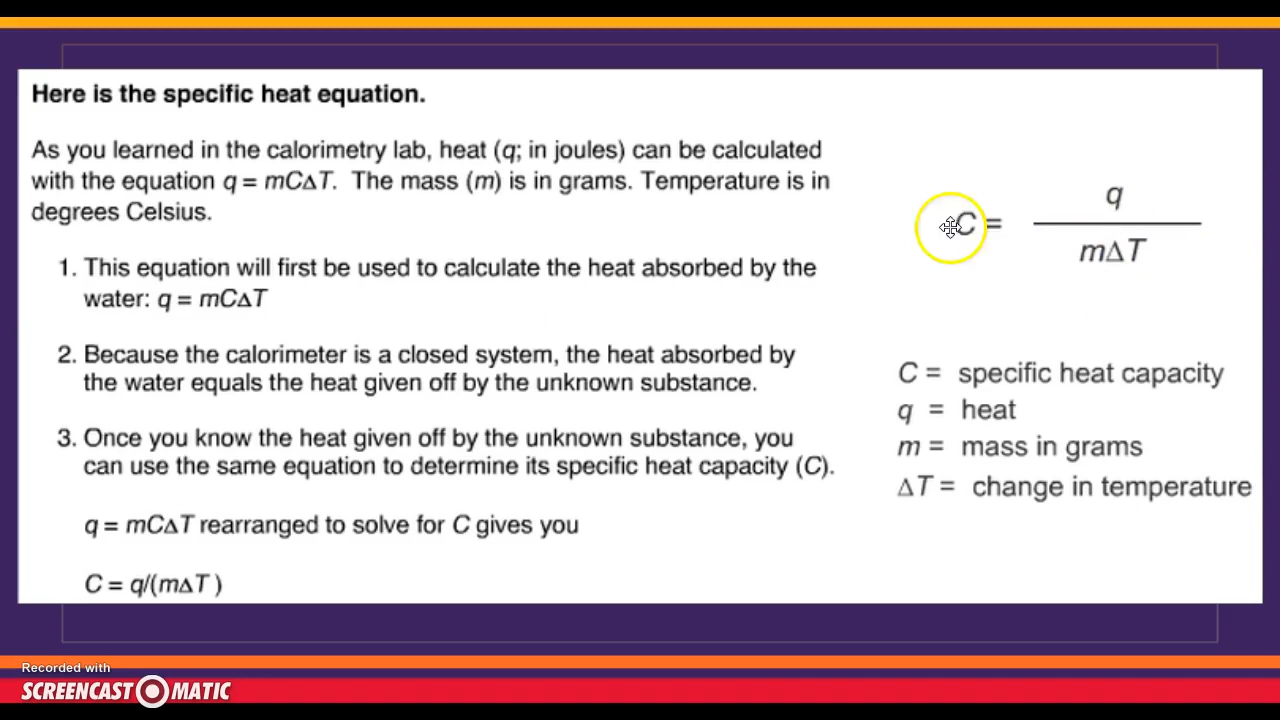 Here is the specific heat equation.
As you learned in the calorimetry lab, heat (q; in joules) can be calculated
with the equation q = mCΔT. The mass (m) is in grams. Temperature is in
degrees Celsius.
1. This equation will first be used to calculate the heat absorbed by the
water: q = mCΔT
2. Because the calorimeter is a closed system, the heat absorbed by
the water equals the heat given off by the unknown substance.
3. Once you know the heat given off by the unknown substance, you
can use the same equation to determine its specific heat capacity (C).
q = mCΔT rearranged to solve for C gives you
C = q/(mΔT )
q
C =
mΔT
C = specific heat capacity
q = heat
m = mass in grams
ΔT = change in temperature
Recorded with
SCREENCAST O MATIC